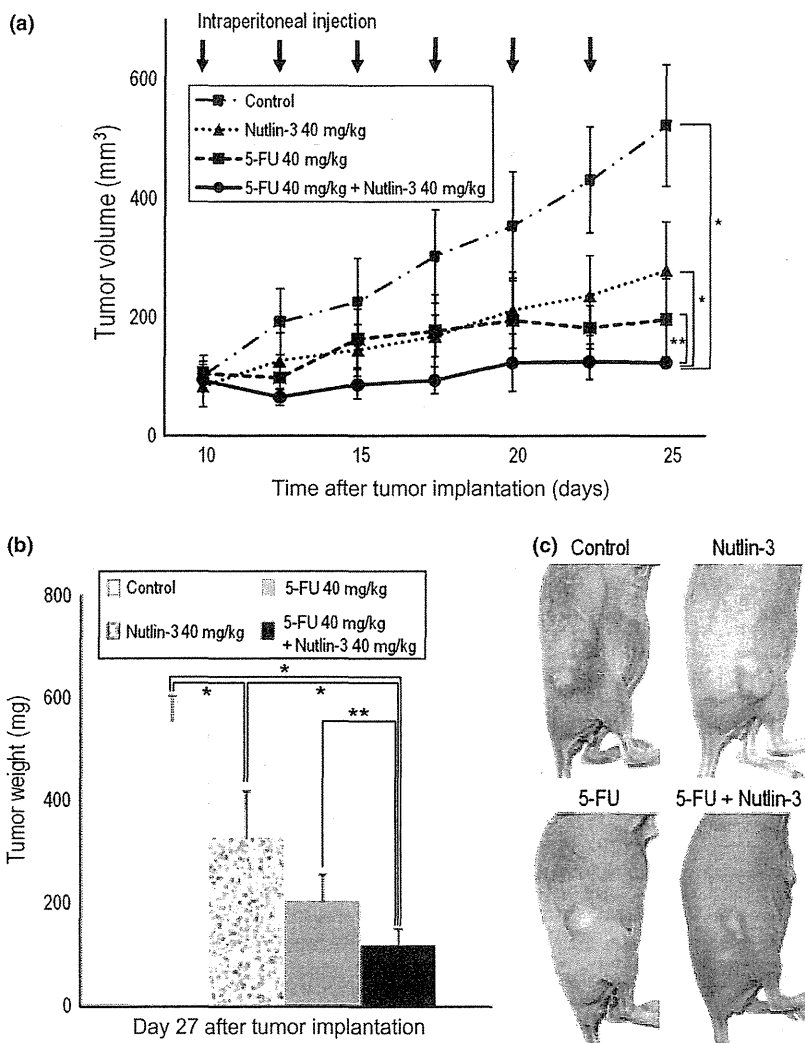 (a)
Intraperitoneal injection
Control
Nutlin-3 40 mg/kg
5-FU 40 mg/kg
5-FU 40 mg/kg + Nutlin-3 40 mg/kg
Tumor volume (mm³)
600
400
200
0
*
*
**
10
15
20
25
Time after tumor implantation (days)
(b)
Control
5-FU 40 mg/kg
Nutlin-3 40 mg/kg
5-FU 40 mg/kg
+ Nutlin-3 40 mg/kg
Tumor weight (mg)
800
600
400
200
0
*
*
*
**
Day 27 after tumor implantation
(c)
Control
Nutlin-3
5-FU
5-FU + Nutlin-3